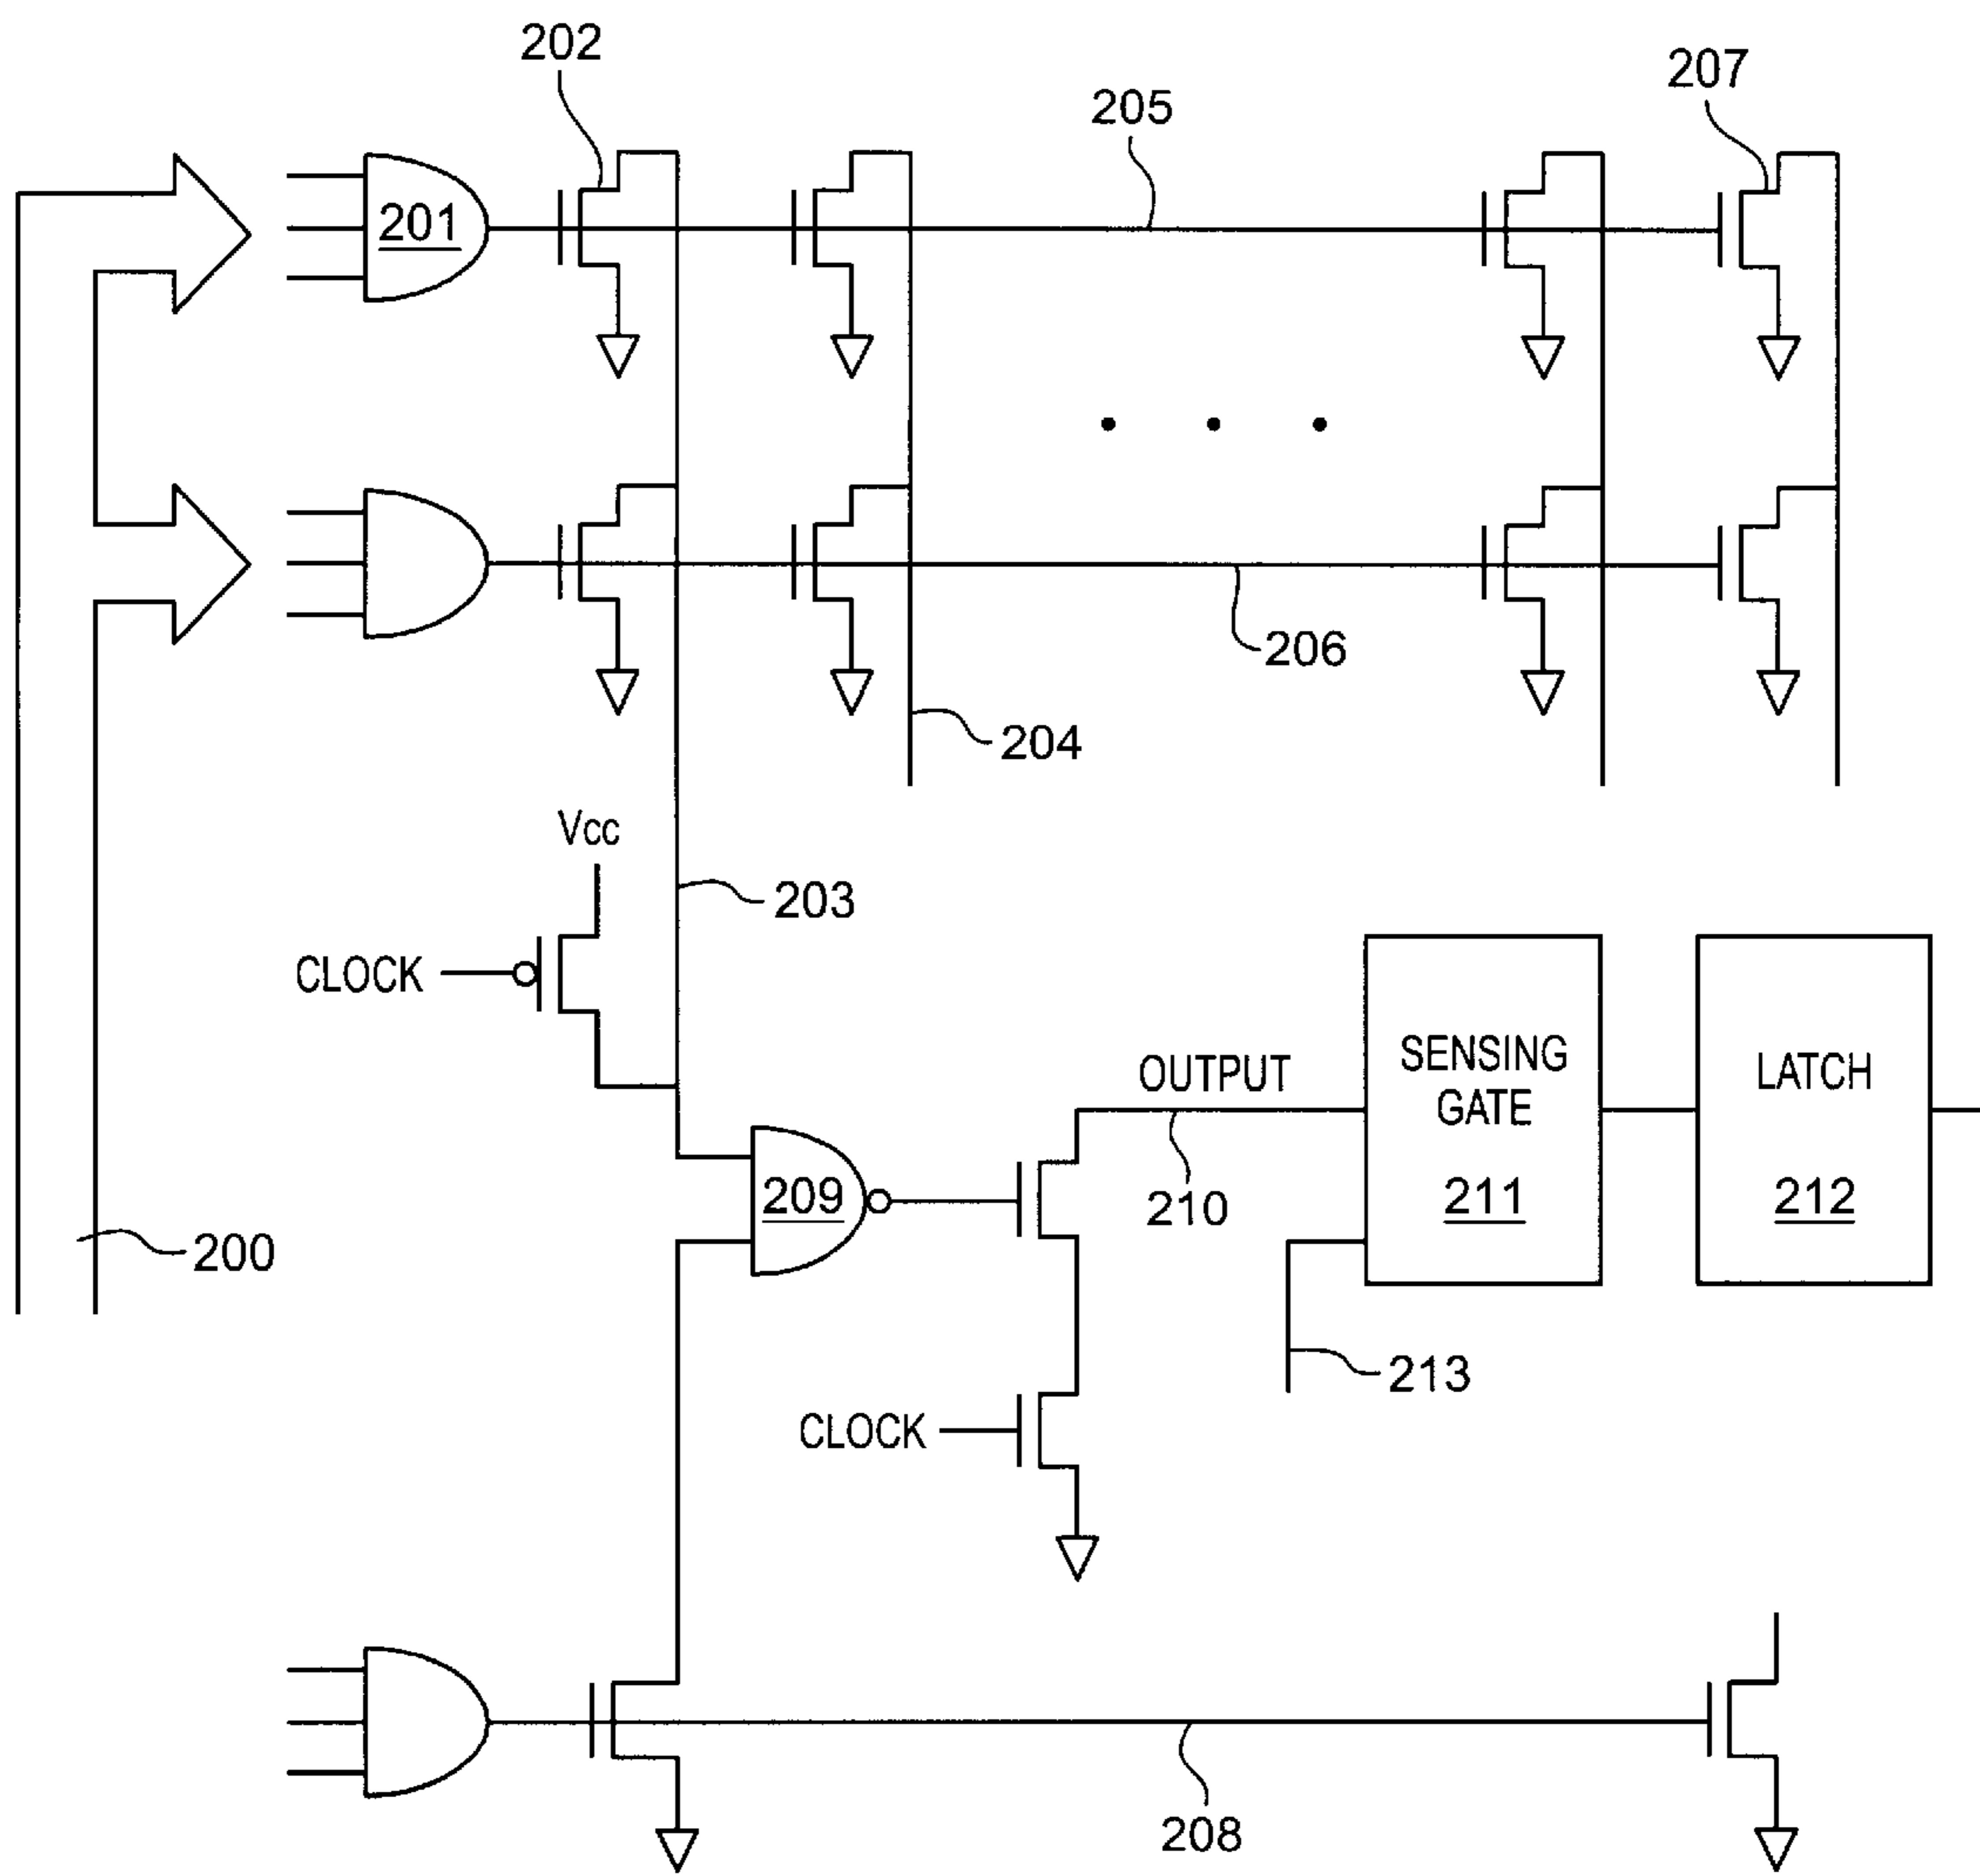 202
207
205
201
206
204
Vcc
203
CLOCK
OUTPUT
SENSING
GATE
LATCH
209
210
211
212
200
213
CLOCK
208